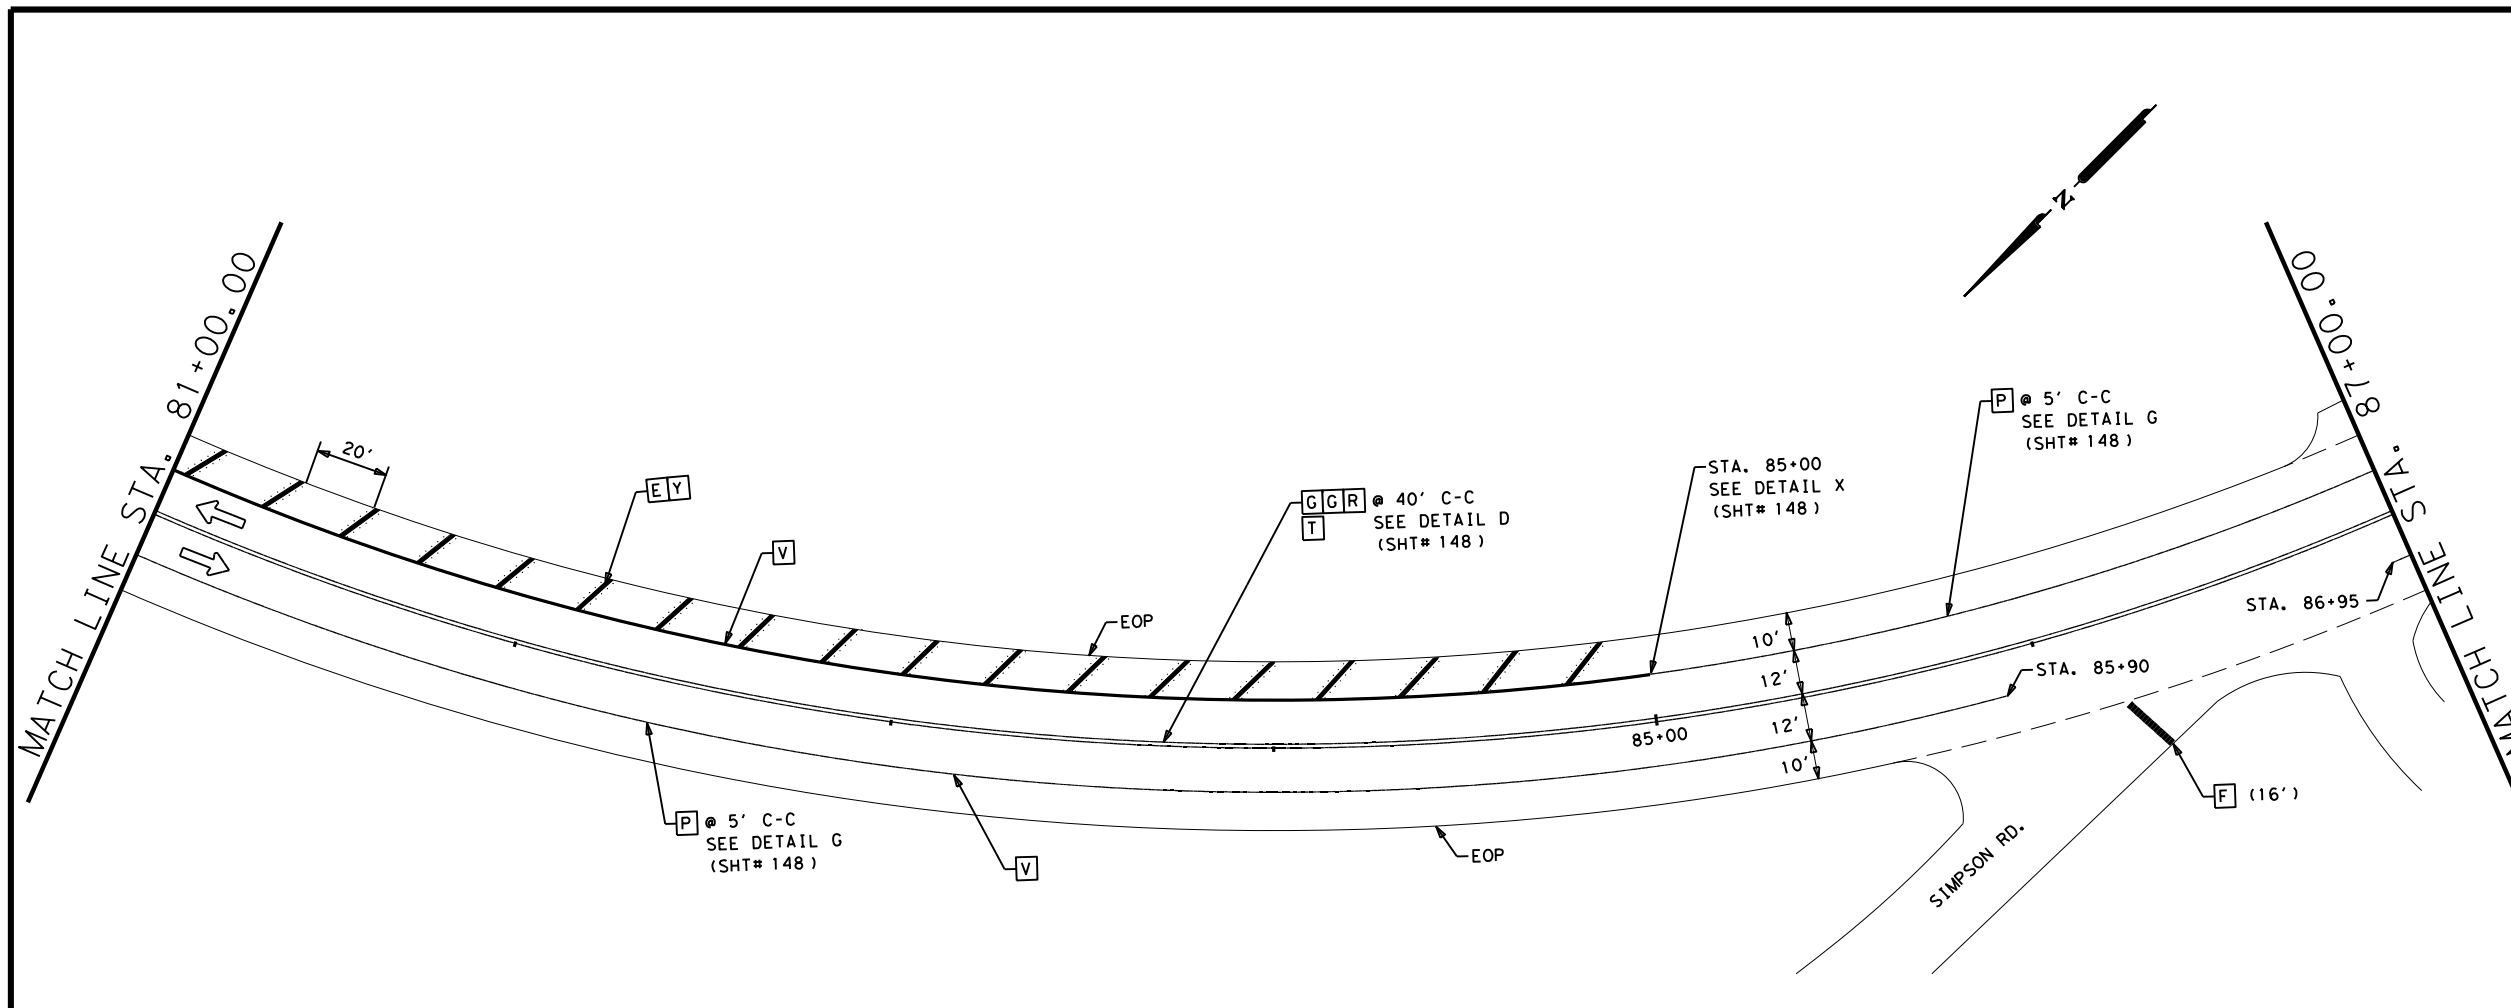 N
MATCH LINE STA. 81+00.00
20'
E Y
V
G G R @ 40' C-C
T SEE DETAIL D
(SHT# 148)
EOP
STA. 85+00
SEE DETAIL X
(SHT# 148)
P @ 5' C-C
SEE DETAIL G
(SHT# 148)
MATCH LINE STA. 87+00.00
STA. 86+95
STA. 85+90
10'
12'
12'
10'
85+00
F (16')
P @ 5' C-C
SEE DETAIL G
(SHT# 148)
V
EOP
SIMPSON RD.